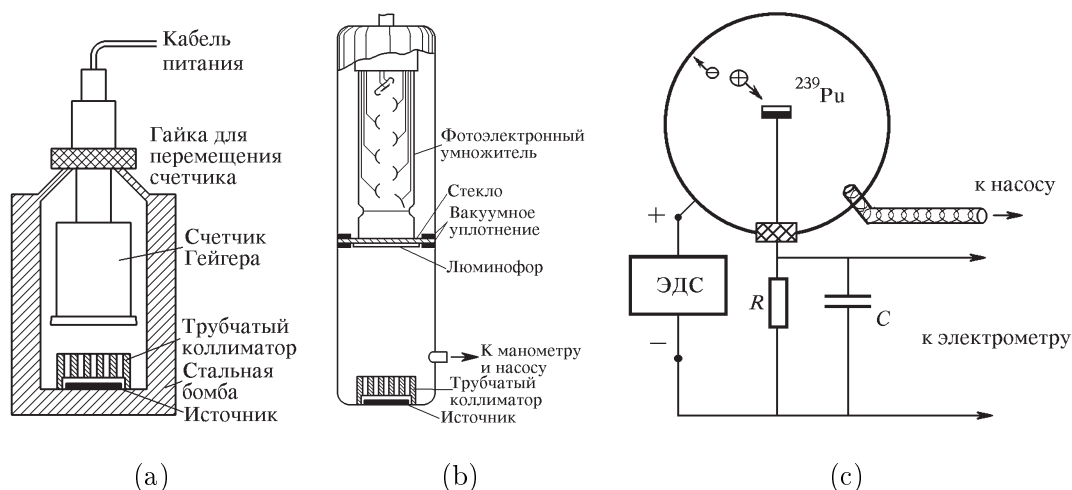 Кабель
питания
Гайка для
перемещения
счетчика
Счетчик
Гейгера
Трубчатый
коллиматор
Стальная
бомба
Источник
(a)
Фотоэлектронный
умножитель
Стекло
Вакуумное
уплотнение
Люминофор
К манометру
и насосу
Трубчатый
коллиматор
Источник
(b)
239Pu
к насосу
+
ЭДС
−
R
C
к электрометру
(c)